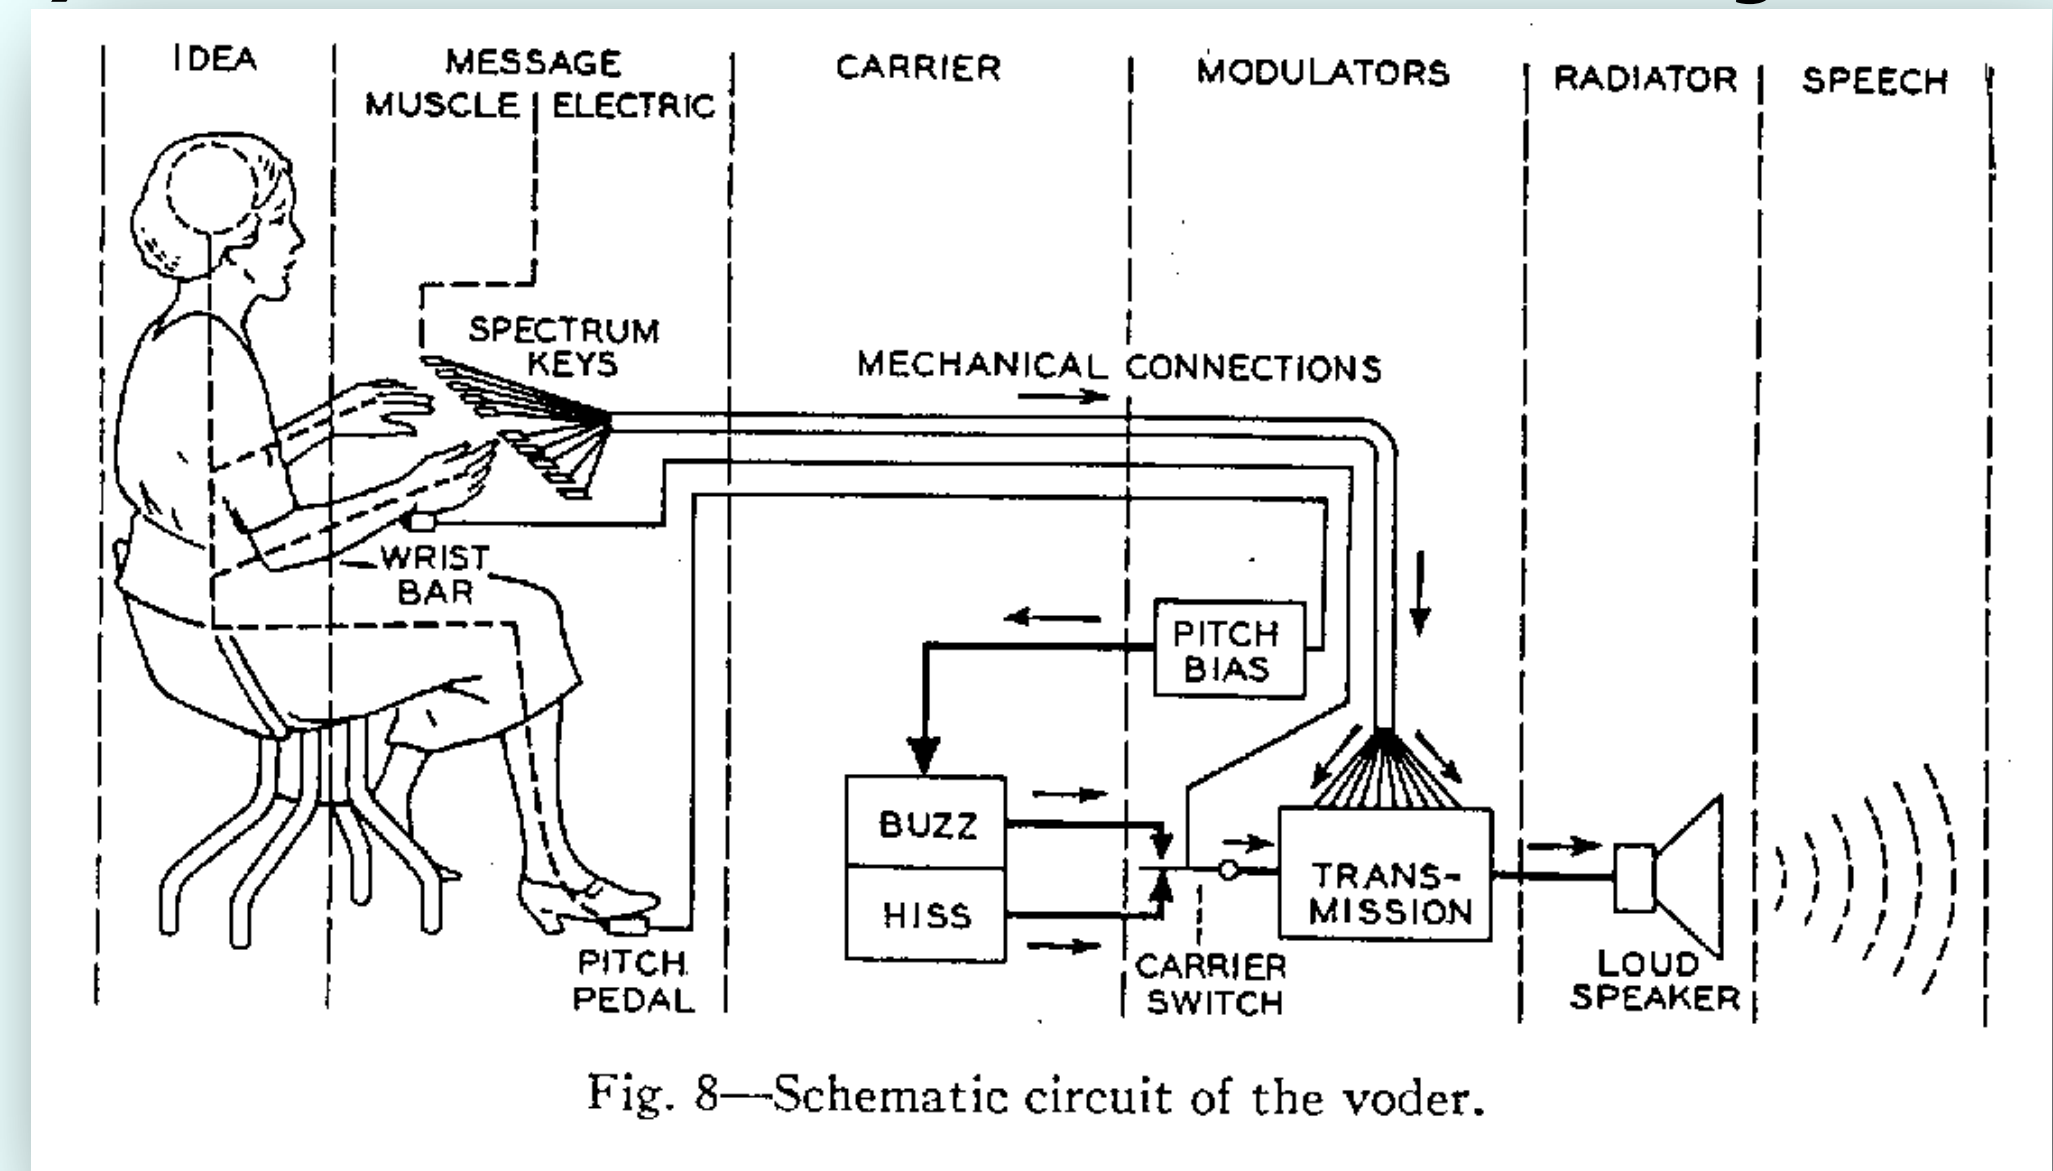 IDEA
MESSAGE
MUSCLE ELECTRIC
CARRIER
MODULATORS
RADIATOR
SPEECH
SPECTRUM
KEYS
MECHANICAL CONNECTIONS
WRIST
BAR
PITCH
BIAS
BUZZ
HISS
TRANS-
MISSION
CARRIER
SWITCH
PITCH
PEDAL
LOUD
SPEAKER
Fig. 8—Schematic circuit of the voder.